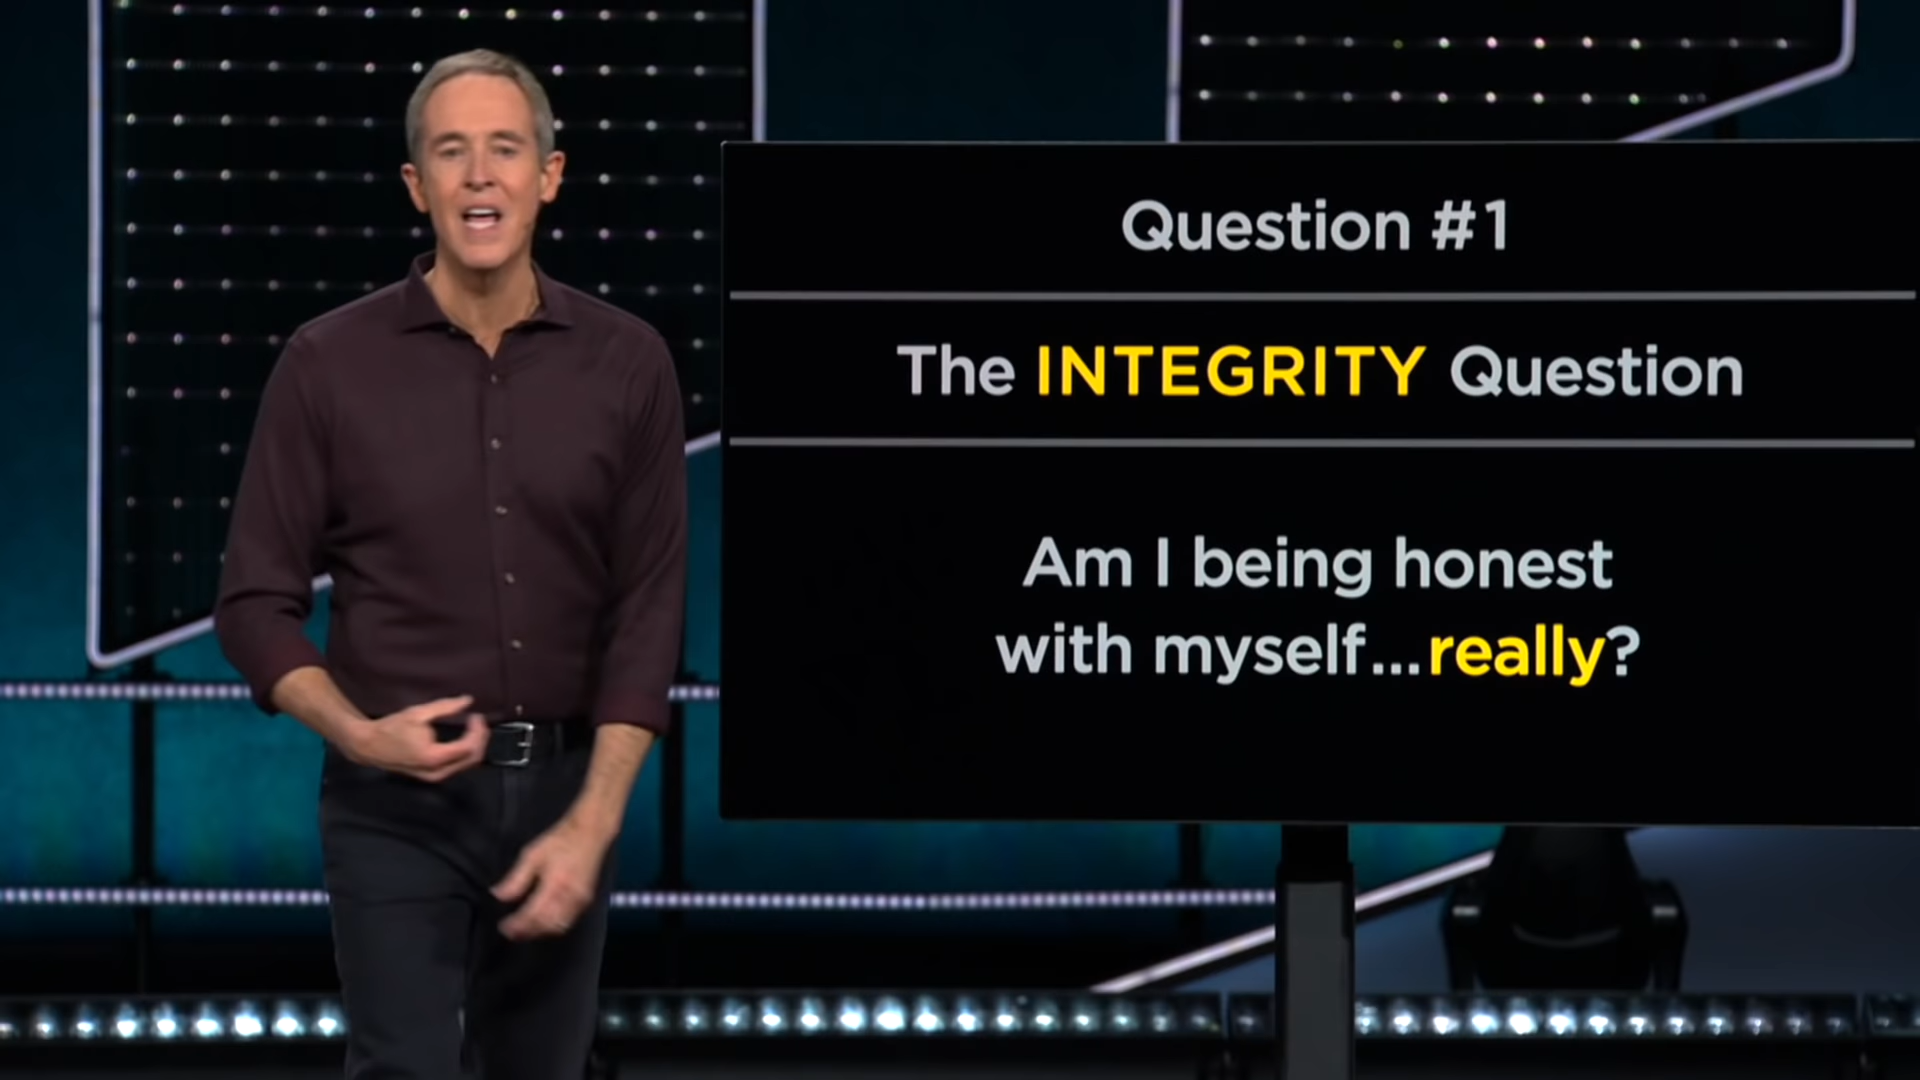 Question #1
The INTEGRITY Question
Am I being honest
with myself...really?